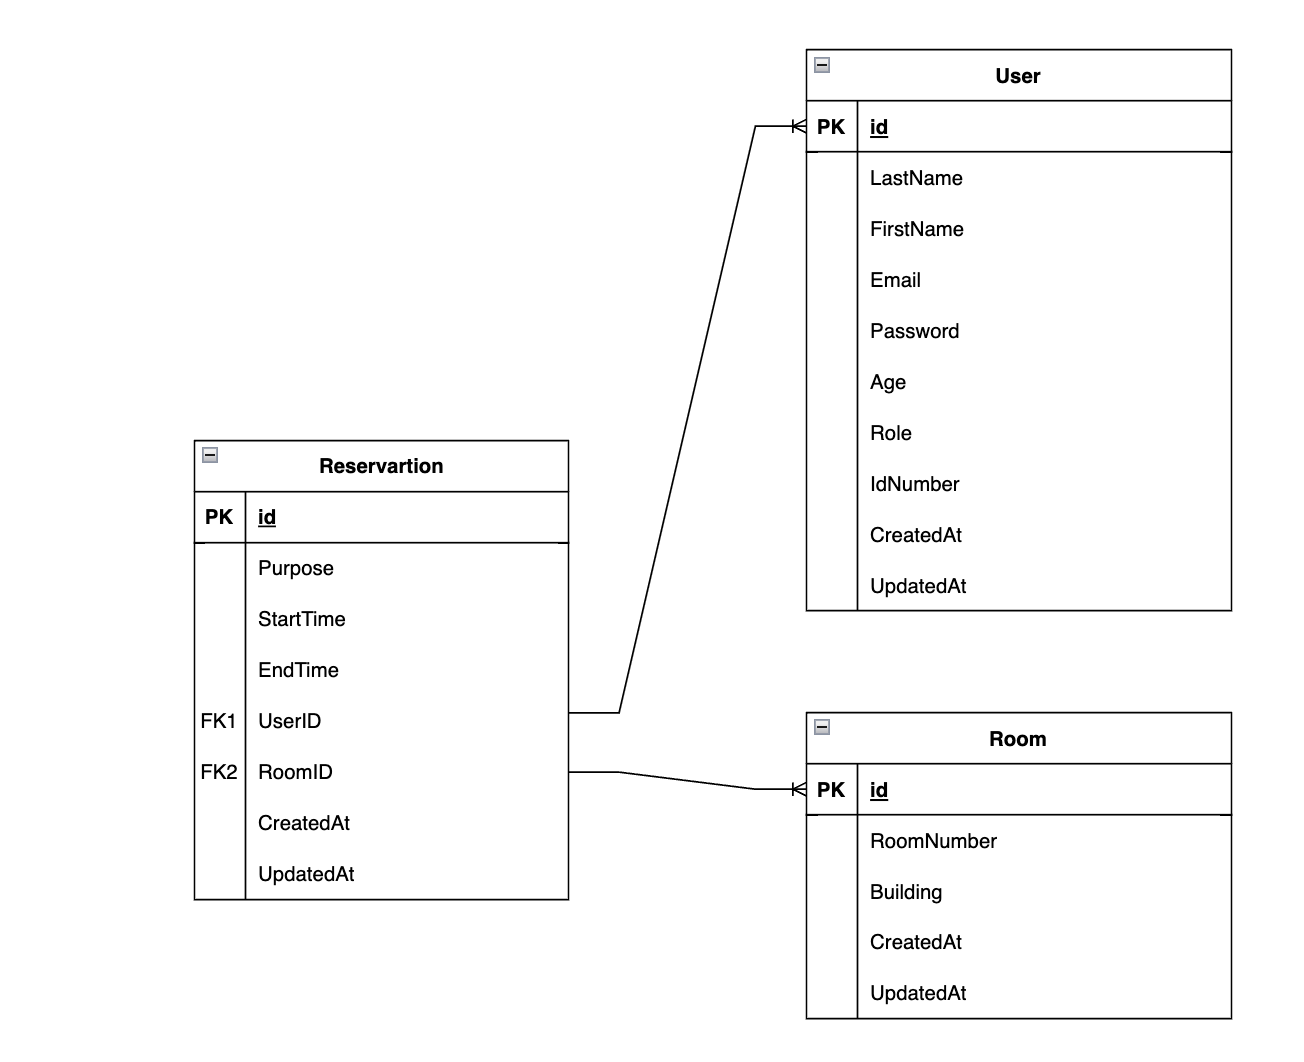 User
PK id
LastName
FirstName
Email
Password
Age
Role
IdNumber
CreatedAt
UpdatedAt
Reservartion
PK id
Purpose
StartTime
EndTime
FK1 UserID
FK2 RoomID
CreatedAt
UpdatedAt
Room
PK id
RoomNumber
Building
CreatedAt
UpdatedAt